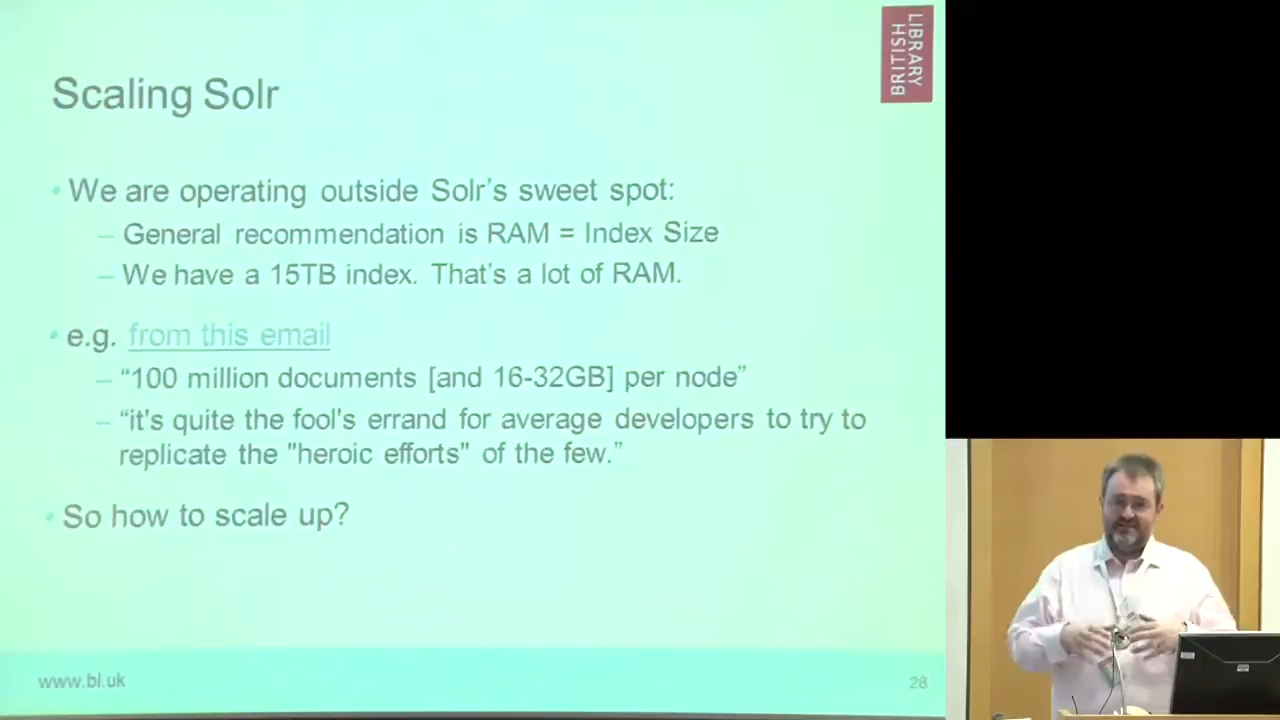 LIBRARY
BRITISH
Scaling Solr
• We are operating outside Solr's sweet spot:
– General recommendation is RAM = Index Size
– We have a 15TB index. That's a lot of RAM.
• e.g. from this email
– “100 million documents [and 16-32GB] per node”
– “it's quite the fool's errand for average developers to try to
replicate the "heroic efforts" of the few.”
• So how to scale up?
www.bl.uk
28